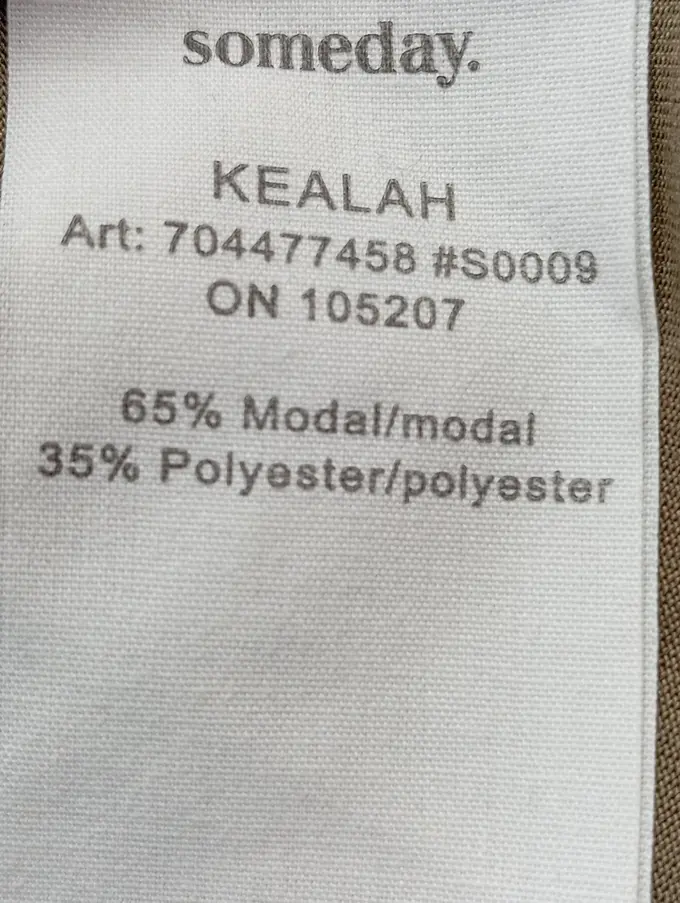 someday.
KEALAH
Art: 704477458 #S0009
ON 105207
65% Modal/modal
35% Polyester/polyester